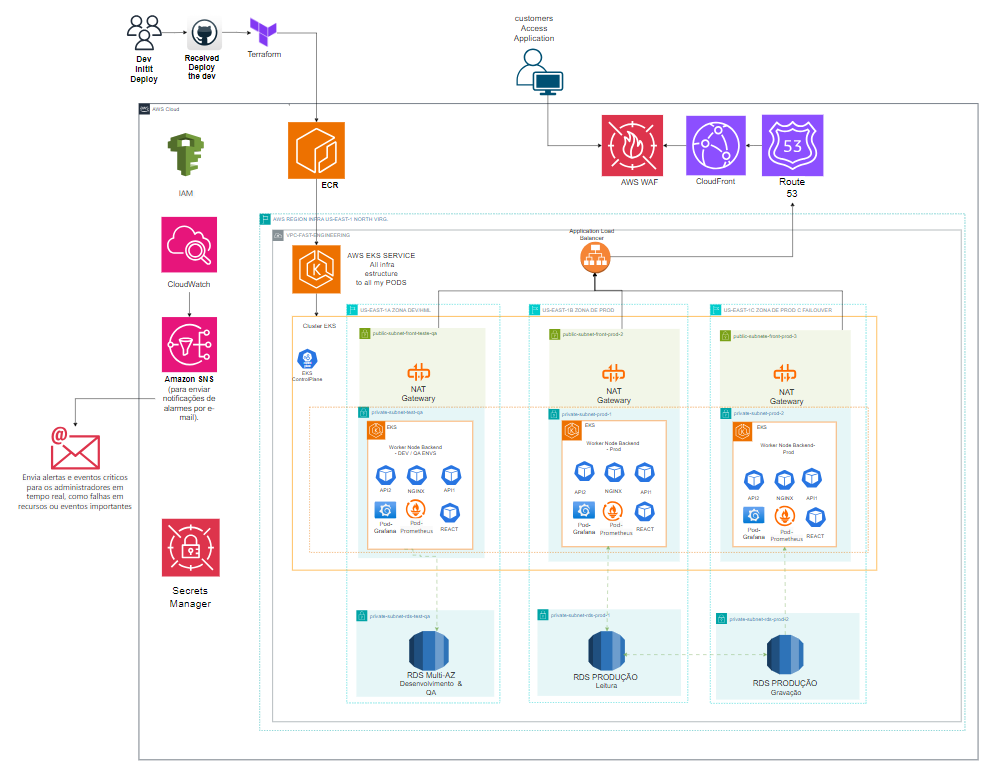 customers
Access
Application
Dev
Initit
Deploy
Received
Deploy
the dev
Terraform
AWS Cloud
IAM
ECR
AWS WAF
CloudFront
53
Route
53
AWS REGION INFRA US-EAST-1 NORTH VIRG.
VPC-FAST-ENGINEERING
Application Load
Balancer
AWS EKS SERVICE
All infra
estructure
to all my PODS
CloudWatch
US-EAST-1A ZONA DEV/HML
US-EAST-1B ZONA DE PROD
US-EAST-1C ZONA DE PROD C FAILOUVER
Cluster EKS
public-subnet-front-teste-qa
public-subnet-front-prod-2
public-subnete-front-prod-3
EKS
ControlPlane
NAT
Gatewary
NAT
Gatewary
NAT
Gatewary
Amazon SNS
(para enviar
notificações de
alarmes por e-
mail).
private-subnet-test-qa
private-subnet-prod-1
private-subnet-prod-2
EKS
Worker Node Backend
- DEV / QA ENVS
API2
NGINX
API1
Pod-
Grafana
Pod-
Prometheus
REACT
EKS
Worker Node Backend
- Prod
API2
NGINX
API1
Pod-
Grafana
Pod-
Prometheus
REACT
EKS
Worker Node Backend-
Prod
API2
NGINX
API1
Pod-
Grafana
Pod-
Prometheus
REACT
Envia alertas e eventos criticos
para os administradores em
tempo real, como falhas em
recursos ou eventos importantes
Secrets
Manager
private-subnet-rds-test-qa
private-subnet-rds-prod-1
private-subnet-rds-prod-2
RDS Multi-AZ
Desenvolvimento &
QA
RDS PRODUÇÃO
Leitura
RDS PRODUÇÃO
Gravação